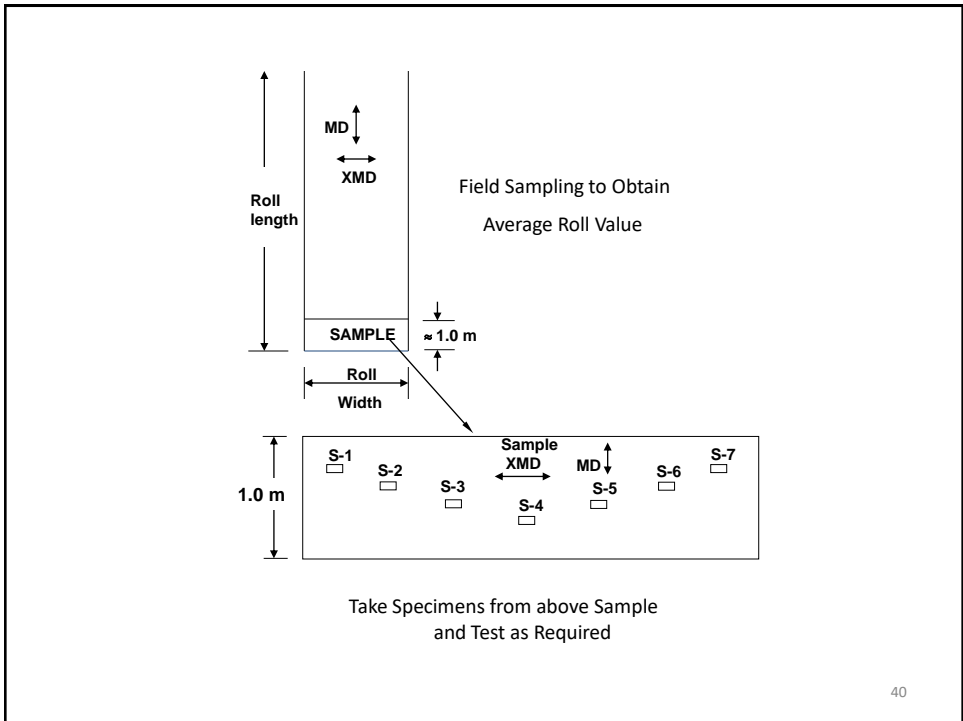 MD
XMD
Roll
length
Field Sampling to Obtain
Average Roll Value
SAMPLE
≈ 1.0 m
Roll
Width
Sample
XMD
MD
S-1
S-2
S-3
S-4
S-5
S-6
S-7
1.0 m
Take Specimens from above Sample
and Test as Required
40